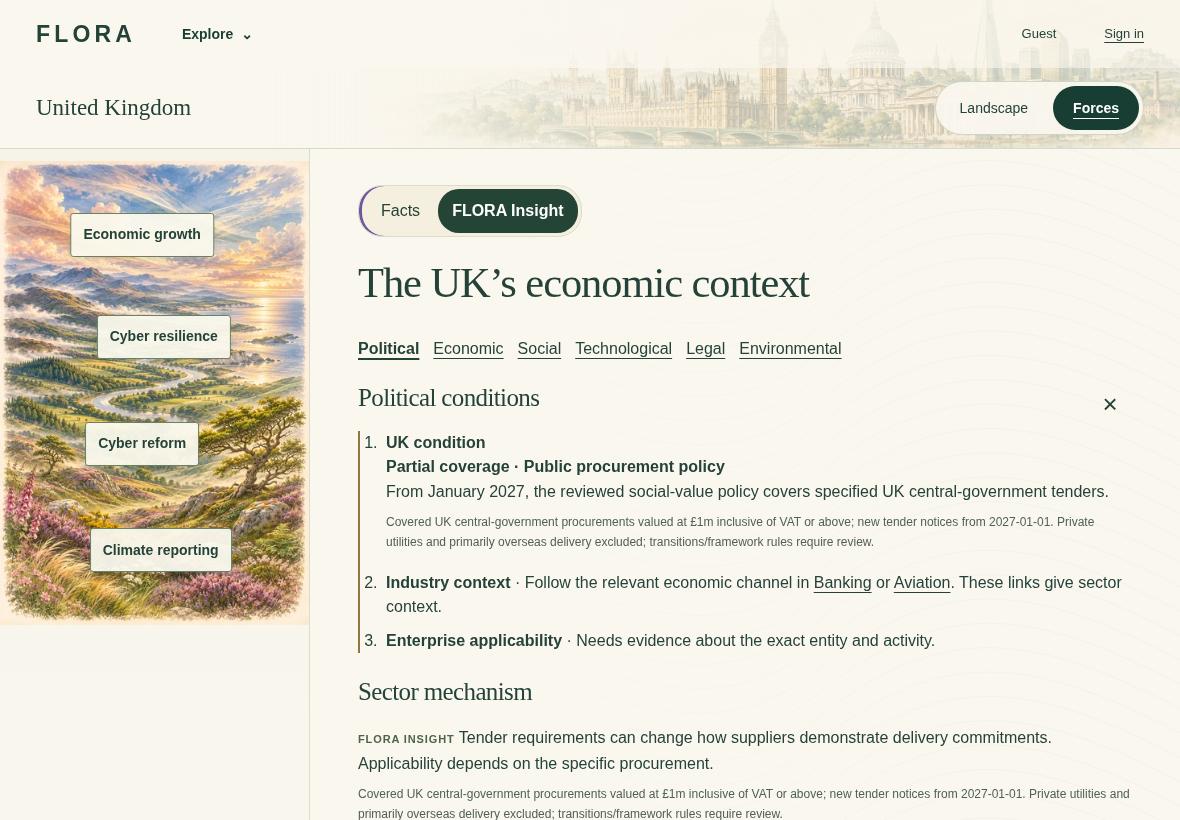 FLORA
Explore
Guest
Sign in
United Kingdom
Landscape
Forces
Economic growth
Cyber resilience
Cyber reform
Climate reporting
Facts
FLORA Insight
The UK’s economic context
Political Economic Social Technological Legal Environmental
Political conditions
✕
1. UK condition
Partial coverage · Public procurement policy
From January 2027, the reviewed social-value policy covers specified UK central-government tenders.
Covered UK central-government procurements valued at £1m inclusive of VAT or above; new tender notices from 2027-01-01. Private
utilities and primarily overseas delivery excluded; transitions/framework rules require review.
2. Industry context · Follow the relevant economic channel in Banking or Aviation. These links give sector
context.
3. Enterprise applicability · Needs evidence about the exact entity and activity.
Sector mechanism
FLORA INSIGHT Tender requirements can change how suppliers demonstrate delivery commitments.
Applicability depends on the specific procurement.
Covered UK central-government procurements valued at £1m inclusive of VAT or above; new tender notices from 2027-01-01. Private utilities and
primarily overseas delivery excluded; transitions/framework rules require review.